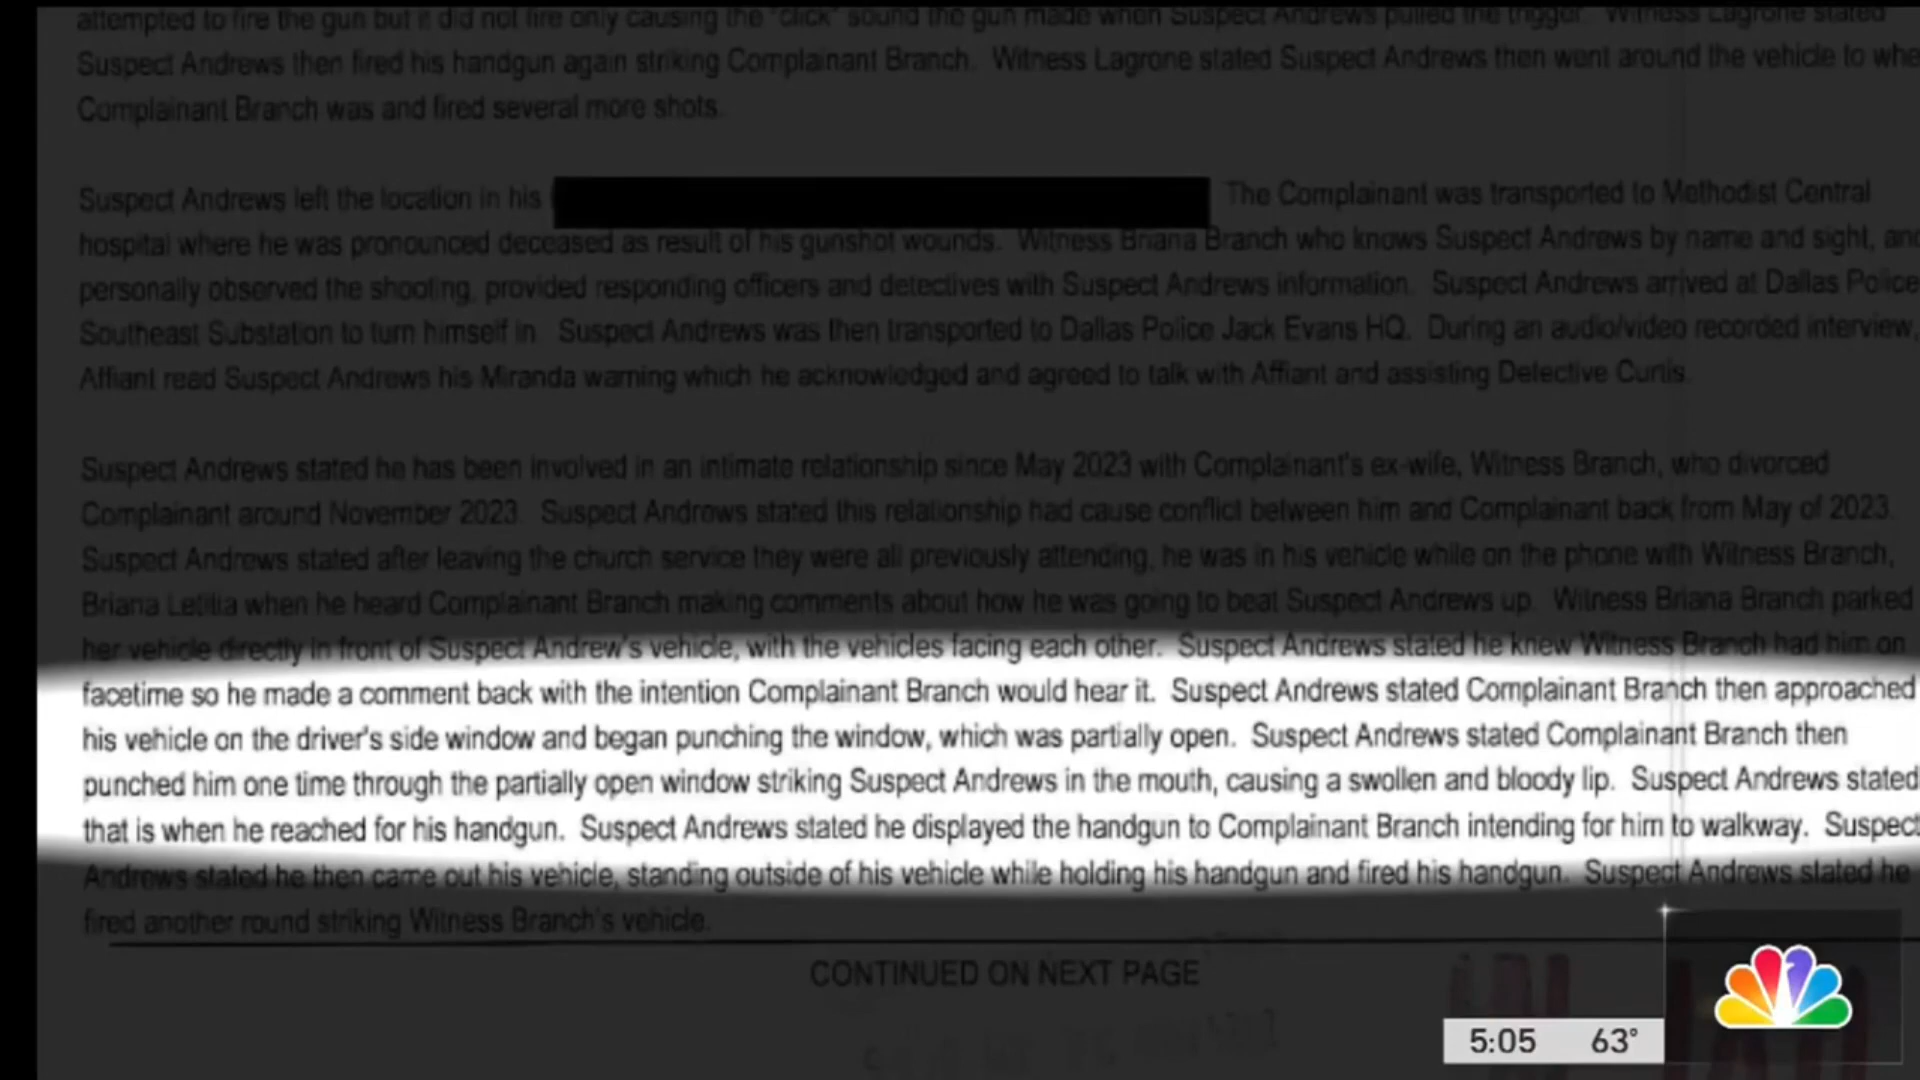 attempted to fire the gun but it did not fire only causing the "click" sound the gun made when Suspect Andrews pulled the trigger. Witness Lagrone stated
Suspect Andrews then fired his handgun again striking Complainant Branch. Witness Lagrone stated Suspect Andrews then went around the vehicle to whe
Complainant Branch was and fired several more shots.
Suspect Andrews left the location in his The Complainant was transported to Methodist Central
hospital where he was pronounced deceased as result of his gunshot wounds. Witness Briana Branch who knows Suspect Andrews by name and sight, and
personally observed the shooting, provided responding officers and detectives with Suspect Andrews information. Suspect Andrews arrived at Dallas Police
Southeast Substation to turn himself in Suspect Andrews was then transported to Dallas Police Jack Evans HQ. During an audio/video recorded interview,
Affiant read Suspect Andrews his Miranda warning which he acknowledged and agreed to talk with Affiant and assisting Detective Curtis.
Suspect Andrews stated he has been involved in an intimate relationship since May 2023 with Complainant's ex-wife, Witness Branch, who divorced
Complainant around November 2023. Suspect Andrews stated this relationship had cause conflict between him and Complainant back from May of 2023.
Suspect Andrews stated after leaving the church service they were all previously attending, he was in his vehicle while on the phone with Witness Branch,
Briana Letilia when he heard Complainant Branch making comments about how he was going to beat Suspect Andrews up. Witness Briana Branch parked
her vehicle directly in front of Suspect Andrew's vehicle, with the vehicles facing each other. Suspect Andrews stated he knew Witness Branch had him on
facetime so he made a comment back with the intention Complainant Branch would hear it. Suspect Andrews stated Complainant Branch then approached
his vehicle on the driver's side window and began punching the window, which was partially open. Suspect Andrews stated Complainant Branch then
punched him one time through the partially open window striking Suspect Andrews in the mouth, causing a swollen and bloody lip. Suspect Andrews stated
that is when he reached for his handgun. Suspect Andrews stated he displayed the handgun to Complainant Branch intending for him to walkway. Suspect
Andrews stated he then came out his vehicle, standing outside of his vehicle while holding his handgun and fired his handgun. Suspect Andrews stated he
fired another round striking Witness Branch's vehicle.
CONTINUED ON NEXT PAGE
5:05 63°